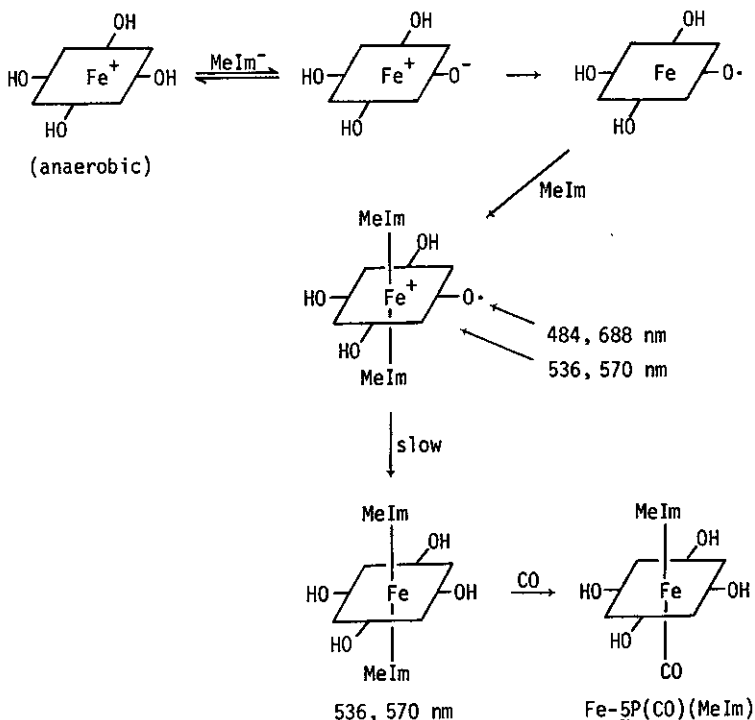 OH OH
HO Fe⁺ OH MeIm⁻ HO Fe⁺ O⁻ HO Fe O·
HO HO HO
(anaerobic)
MeIm
MeIm
OH
HO Fe⁺ O·
HO
484, 688 nm
MeIm
536, 570 nm
slow
MeIm MeIm
OH OH
HO Fe OH CO HO Fe OH
HO HO
MeIm CO
536, 570 nm Fe-5P(CO)(MeIm)